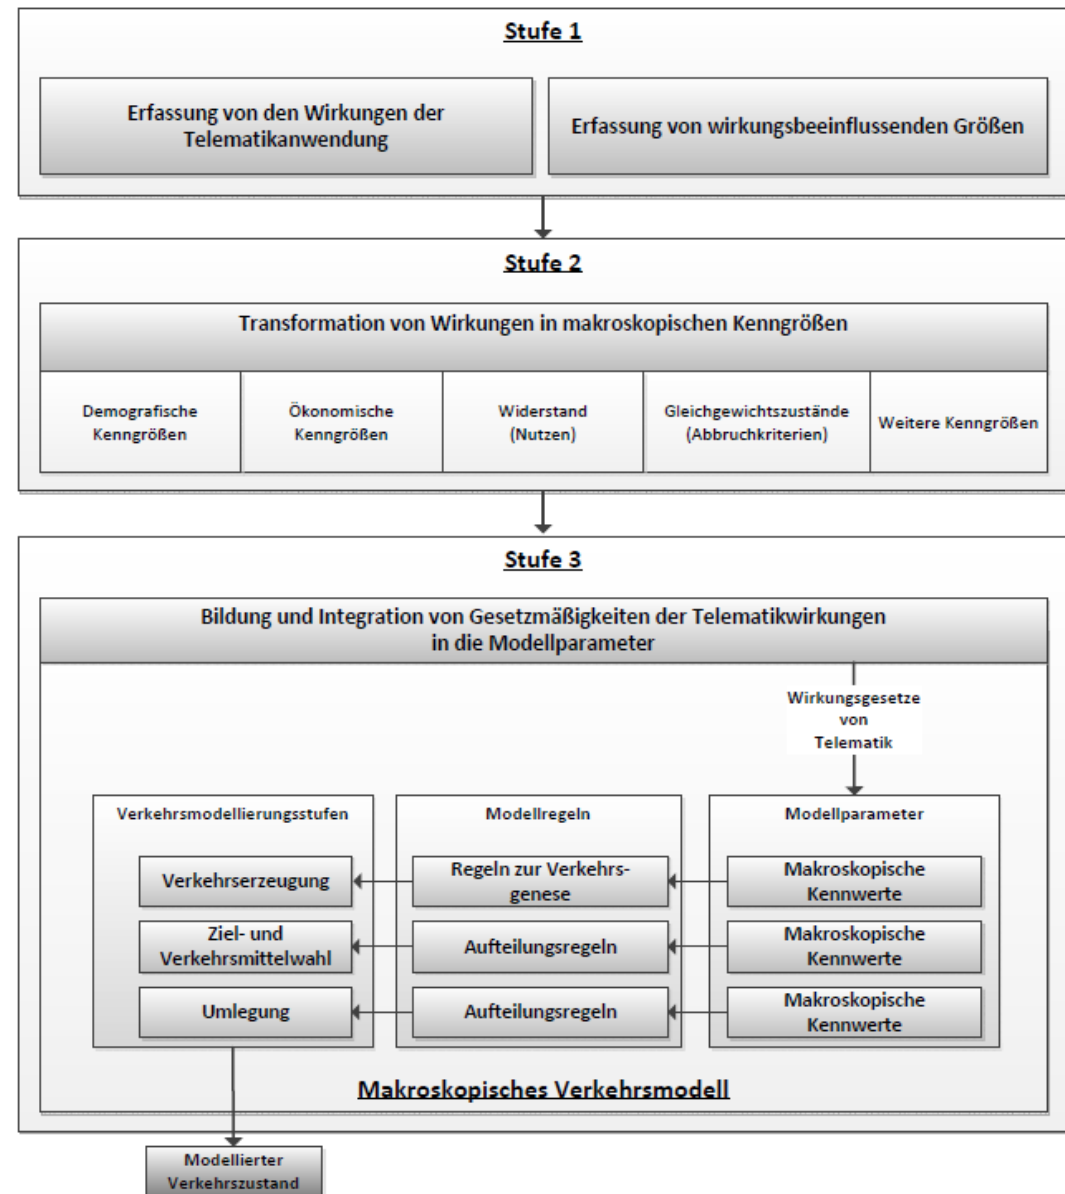 Stufe 1
Erfassung von den Wirkungen der
Telematikanwendung
Erfassung von wirkungsbeeinflussenden Größen
Stufe 2
Transformation von Wirkungen in makroskopischen Kenngrößen
Demografische
Kenngrößen
Ökonomische
Kenngrößen
Widerstand
(Nutzen)
Gleichgewichtszustände
(Abbruchkriterien)
Weitere Kenngrößen
Stufe 3
Bildung und Integration von Gesetzmäßigkeiten der Telematikwirkungen
in die Modellparameter
Wirkungsgesetze
von
Telematik
Verkehrsmodellierungsstufen
Modellregeln
Modellparameter
Verkehrserzeugung
Regeln zur Verkehrs-
genese
Makroskopische
Kennwerte
Ziel- und
Verkehrsmittelwahl
Aufteilungsregeln
Makroskopische
Kennwerte
Umlegung
Aufteilungsregeln
Makroskopische
Kennwerte
Makroskopisches Verkehrsmodell
Modellierter
Verkehrszustand